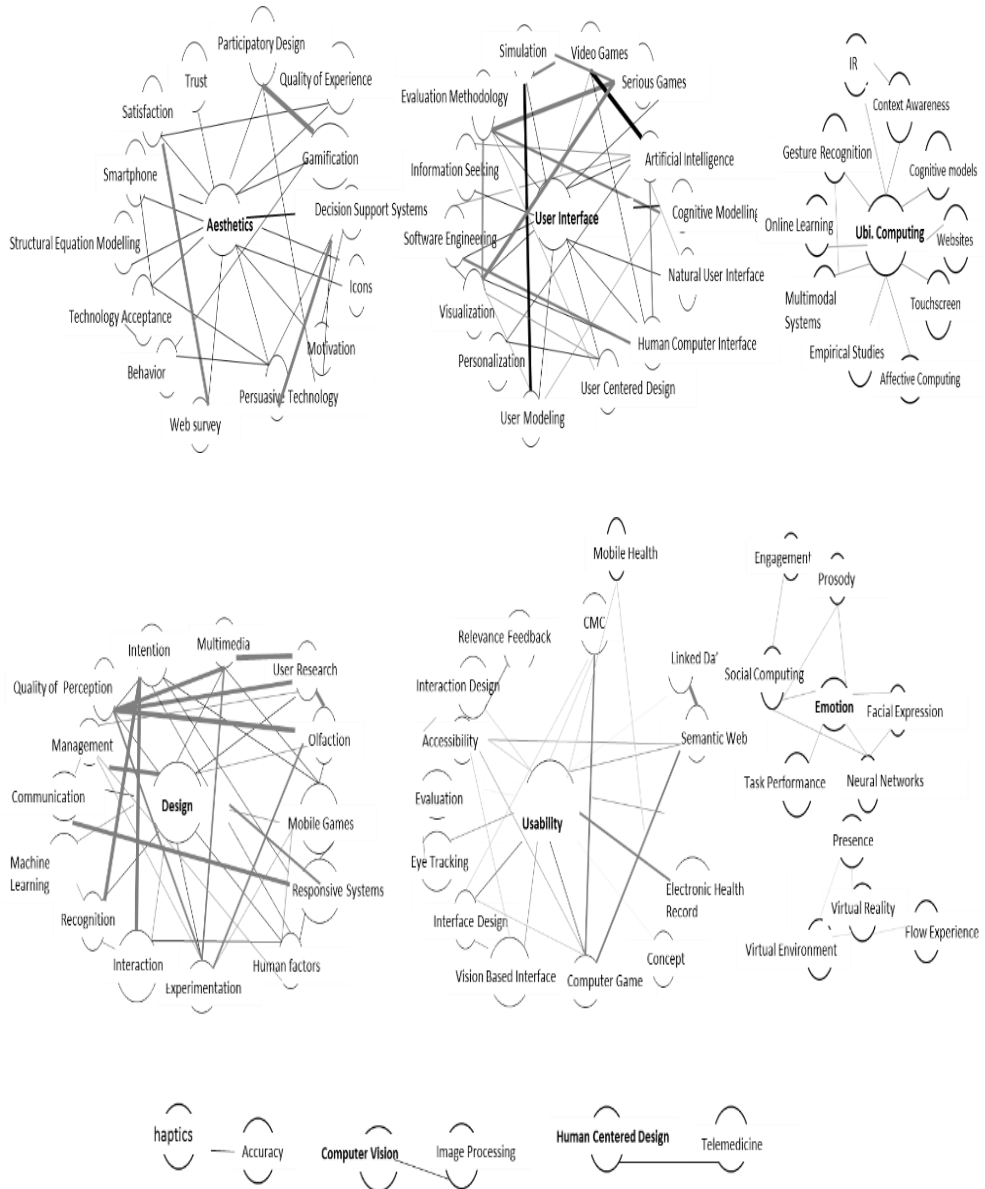 Participatory Design
Trust
Quality of Experience
Satisfaction
Gamification
Smartphone
Decision Support Systems
Aesthetics
Structural Equation Modelling
Icons
Technology Acceptance
Motivation
Behavior
Persuasive Technology
Web survey
Simulation
Video Games
Serious Games
Evaluation Methodology
Artificial Intelligence
Information Seeking
Cognitive Modelling
User Interface
Software Engineering
Natural User Interface
Visualization
Human Computer Interface
Personalization
User Centered Design
User Modeling
IR
Context Awareness
Gesture Recognition
Cognitive models
Online Learning
Ubi. Computing
Websites
Multimodal
Systems
Touchscreen
Empirical Studies
Affective Computing
Intention
Multimedia
User Research
Quality of Perception
Olfaction
Management
Communication
Design
Mobile Games
Machine
Learning
Responsive Systems
Recognition
Interaction
Human factors
Experimentation
Mobile Health
CMC
Relevance Feedback
Linked Da'
Interaction Design
Accessibility
Semantic Web
Evaluation
Usability
Eye Tracking
Electronic Health
Record
Interface Design
Concept
Vision Based Interface
Computer Game
Engagement
Prosody
Social Computing
Emotion
Facial Expression
Task Performance
Neural Networks
Presence
Virtual Reality
Virtual Environment
Flow Experience
haptics
Accuracy
Computer Vision
Image Processing
Human Centered Design
Telemedicine